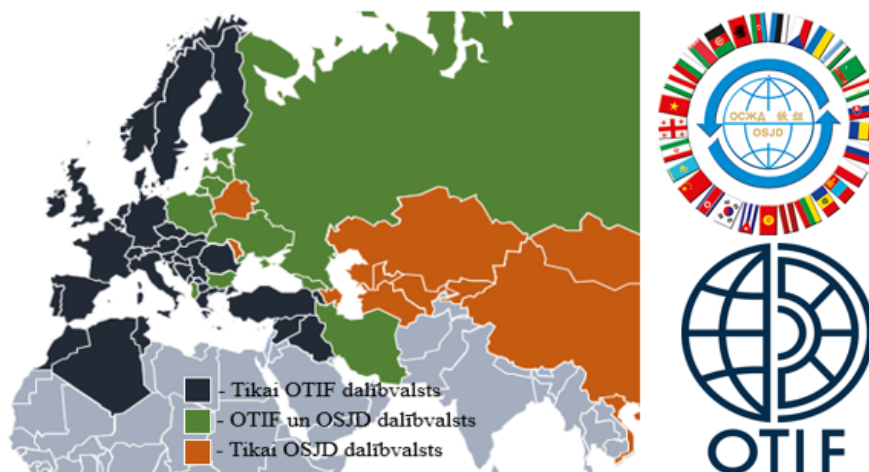 - Tikai OTIF dalībvalsts
- OTIF un OSJD dalībvalsts
- Tikai OSJD dalībvalsts
ОСЖД 铁组
OSJD
OTIF